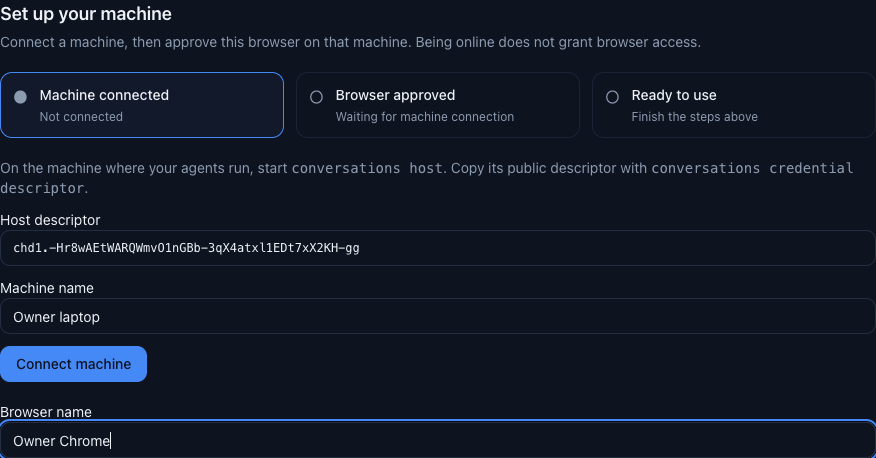 Set up your machine
Connect a machine, then approve this browser on that machine. Being online does not grant browser access.
Machine connected
Not connected
Browser approved
Waiting for machine connection
Ready to use
Finish the steps above
On the machine where your agents run, start conversations host. Copy its public descriptor with conversations credential
descriptor.
Host descriptor
chd1.-Hr8wAEtWARQWmvO1nGBb-3qX4atxl1EDt7xX2KH-gg
Machine name
Owner laptop
Connect machine
Browser name
Owner Chrome